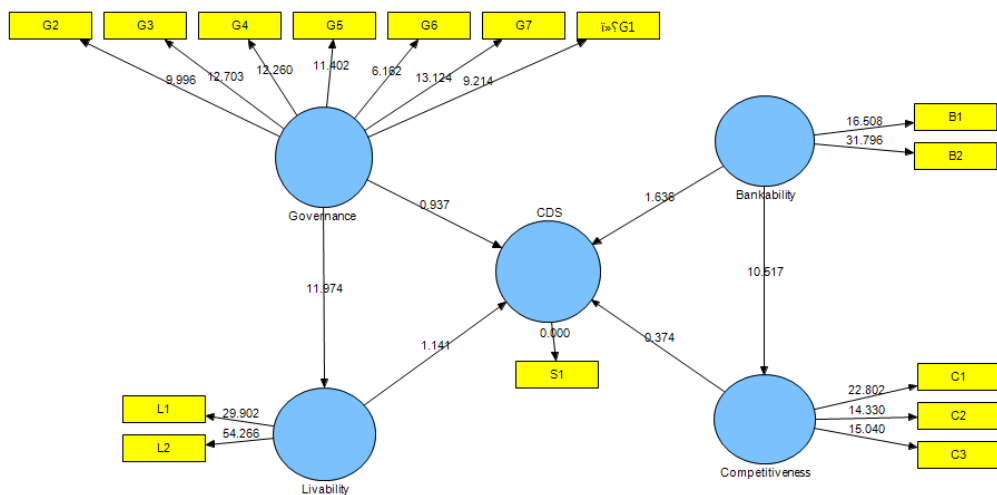 G2 G3 G4 G5 G6 G7 ï»؟G1
9.996 12.703 12.260 11.402 6.162 13.124 9.214
Governance
B1
16.508
B2
31.796
Bankability
0.937
1.636
CDS
11.974
10.517
1.141
0.374
0.000
S1
L1
29.902
L2
54.266
Livability
C1
22.802
C2
14.330
C3
15.040
Competitiveness